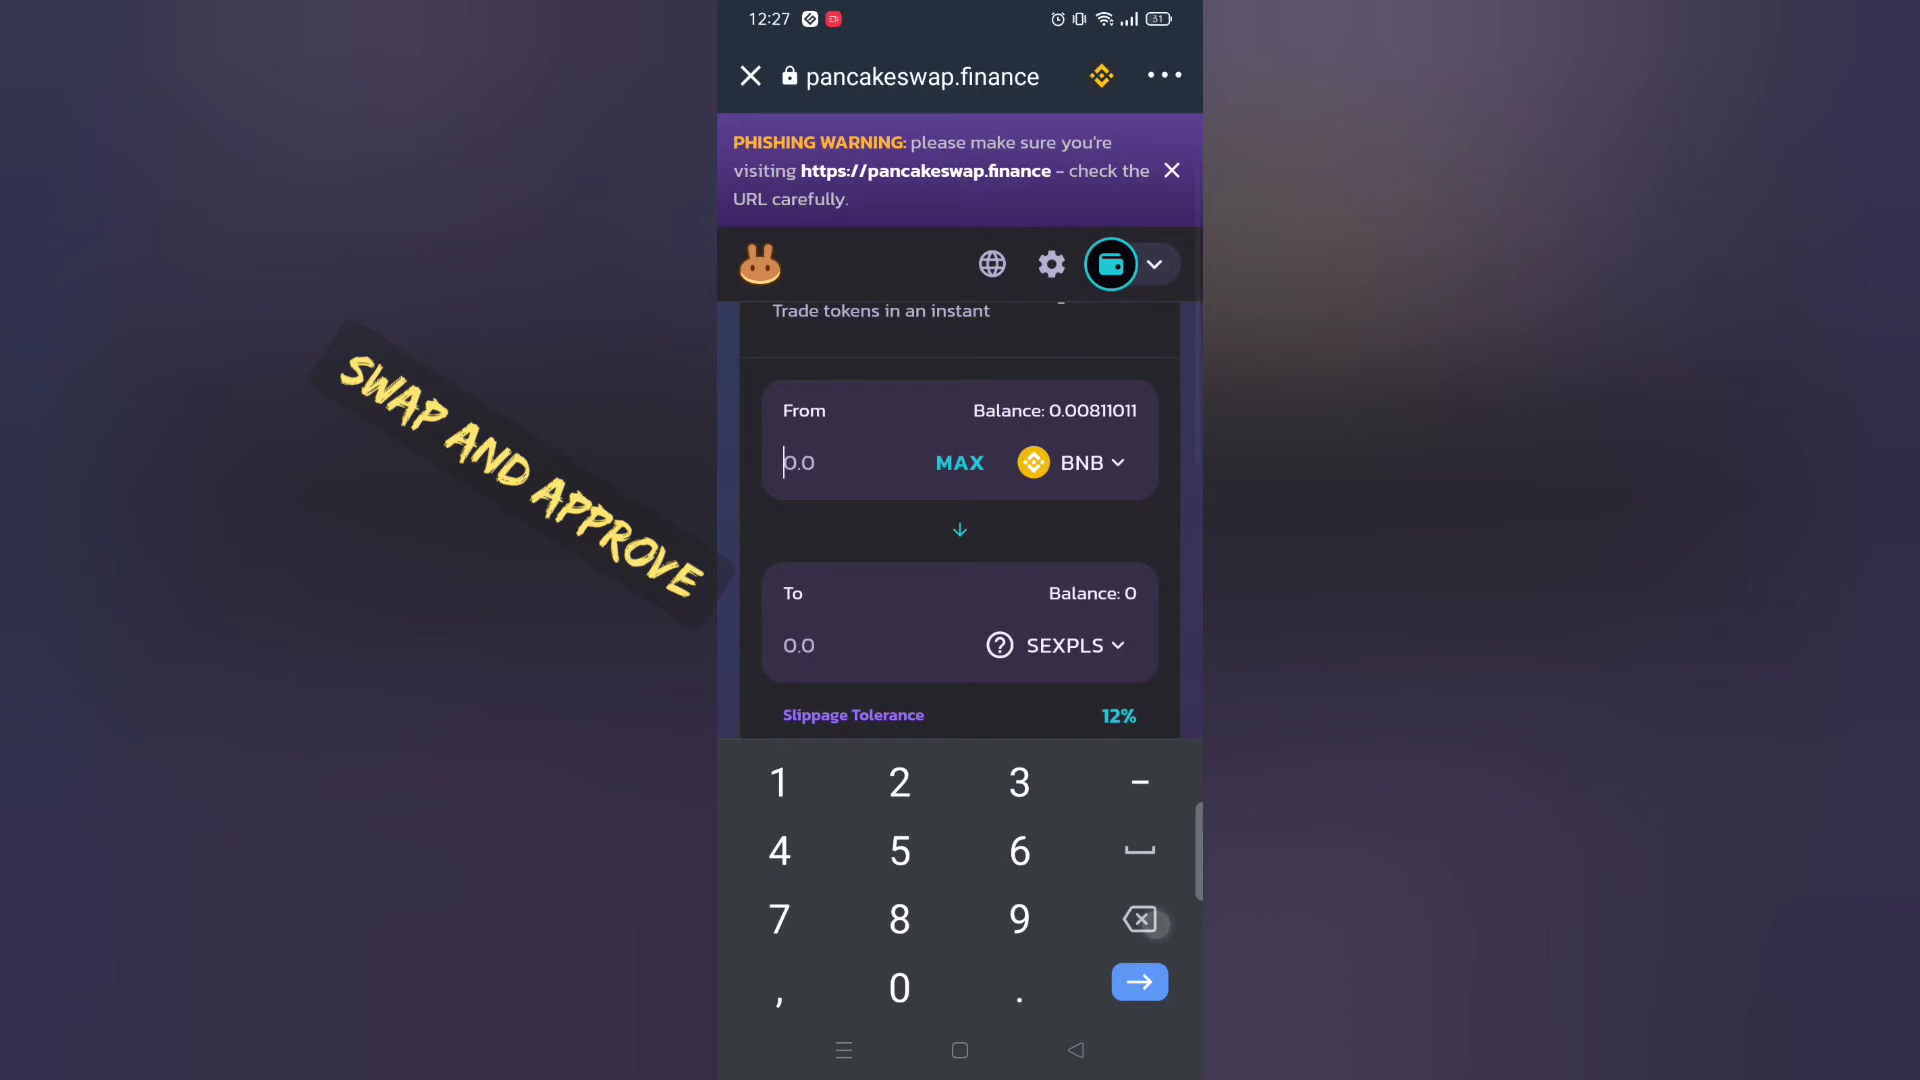 12:27
31
pancakeswap.finance
PHISHING WARNING: please make sure you're
visiting https://pancakeswap.finance - check the
URL carefully.
Trade tokens in an instant
From
Balance: 0.00811011
0.0
MAX
BNB
To
Balance: 0
0.0
SEXPLS
Slippage Tolerance
12%
SWAP AND APPROVE
1 2 3 -
4 5 6
7 8 9
, 0 .